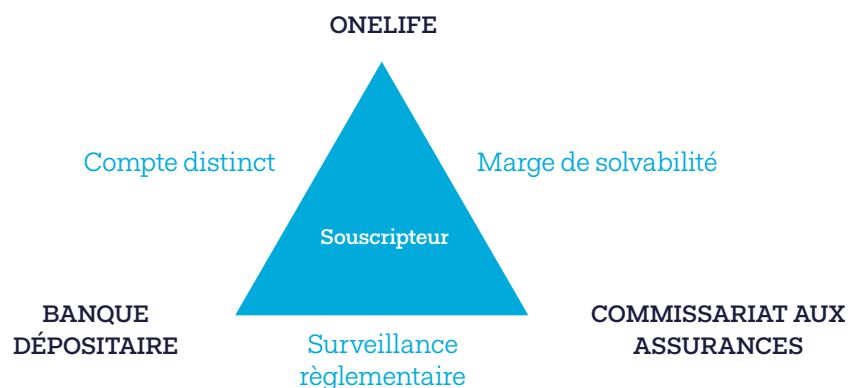 ONELIFE
Compte distinct
Marge de solvabilité
Souscripteur
BANQUE
DÉPOSITAIRE
Surveillance
règlementaire
COMMISSARIAT AUX
ASSURANCES